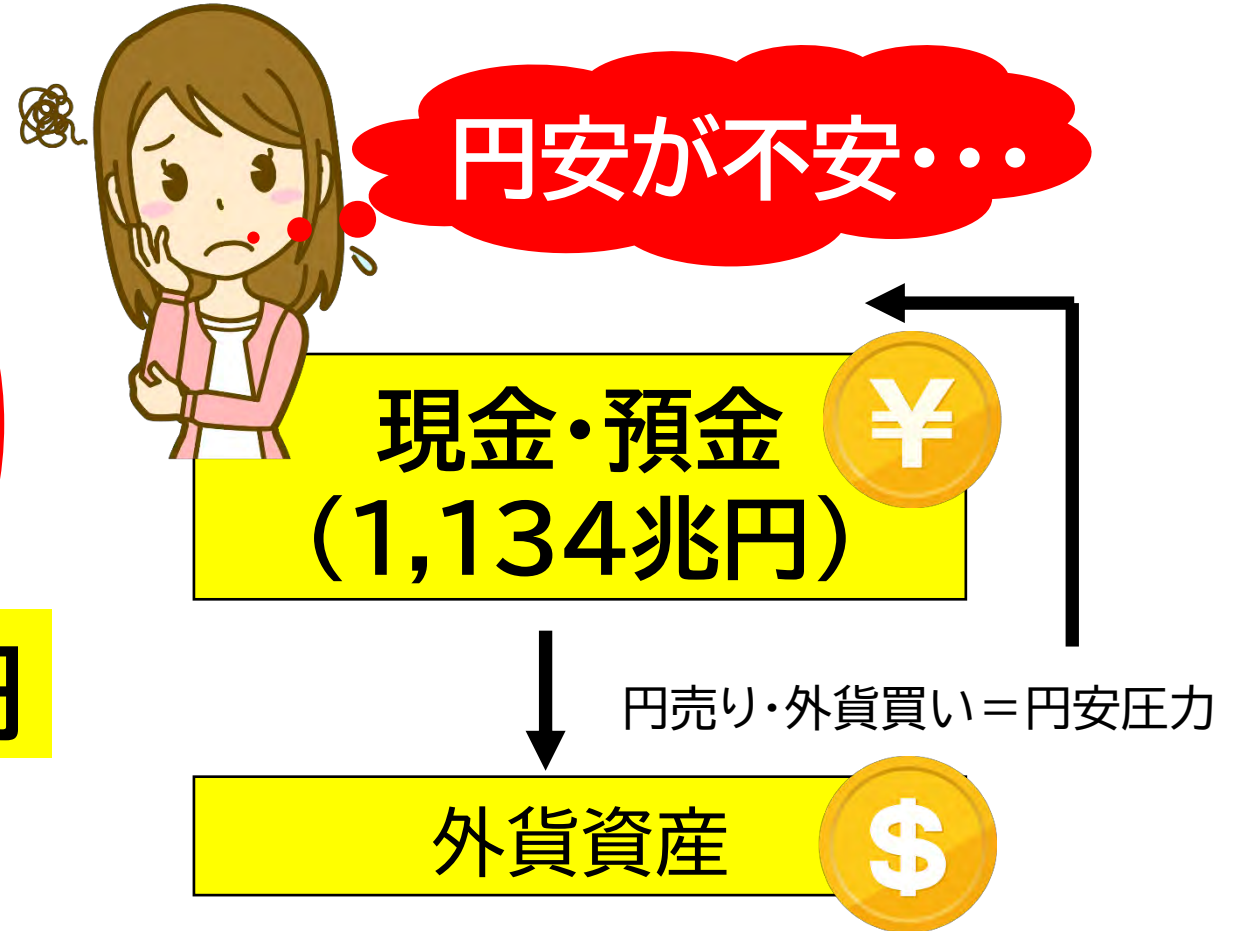 円安が不安・・・
現金・預金
（1,134兆円）
¥
円
円売り・外貨買い＝円安圧力
外貨資産
$